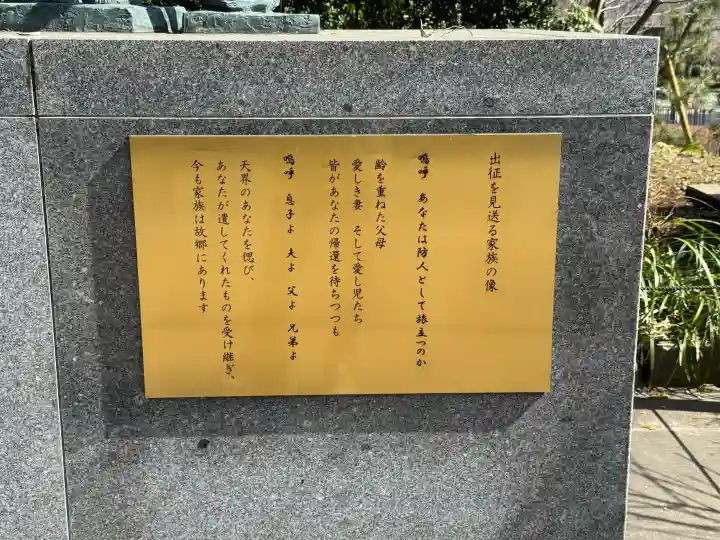 出征を見送る家族の像
嗚呼　あなたは防人として旅立つのか
齢を重ねた父母
愛しき妻　そして愛し児たち
皆があなたの帰還を待ちつつも
嗚呼　息子よ　夫よ　父よ　兄弟よ
天界のあなたを偲び、
あなたが遺してくれたものを受け継ぎ、
今も家族は故郷にあります